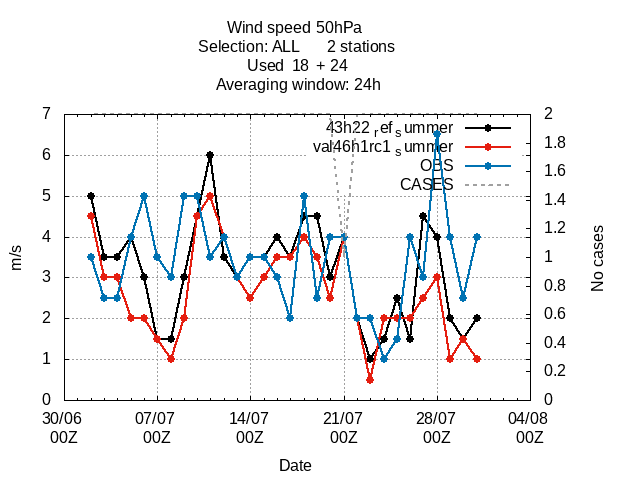 Wind speed 50hPa
Selection: ALL 2 stations
Used 18 + 24
Averaging window: 24h
43h22ref summer
val46h1rc1summer
OBS
CASES
7
6
5
4
3
2
1
0
m/s
2
1.8
1.6
1.4
1.2
1
0.8
0.6
0.4
0.2
0
No cases
30/06 07/07 14/07 21/07 28/07 04/08
00Z 00Z 00Z 00Z 00Z 00Z
Date